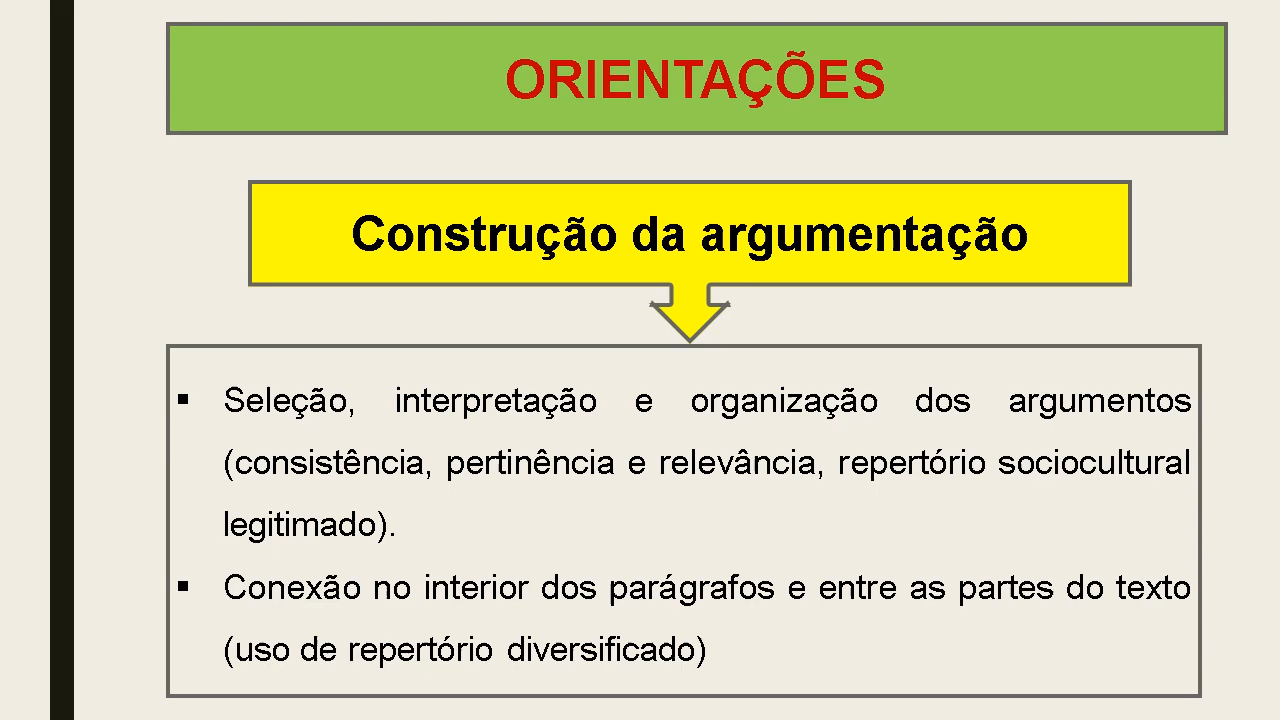 ORIENTAÇÕES
Construção da argumentação
▪ Seleção, interpretação e organização dos argumentos
(consistência, pertinência e relevância, repertório sociocultural
legitimado).
▪ Conexão no interior dos parágrafos e entre as partes do texto
(uso de repertório diversificado)